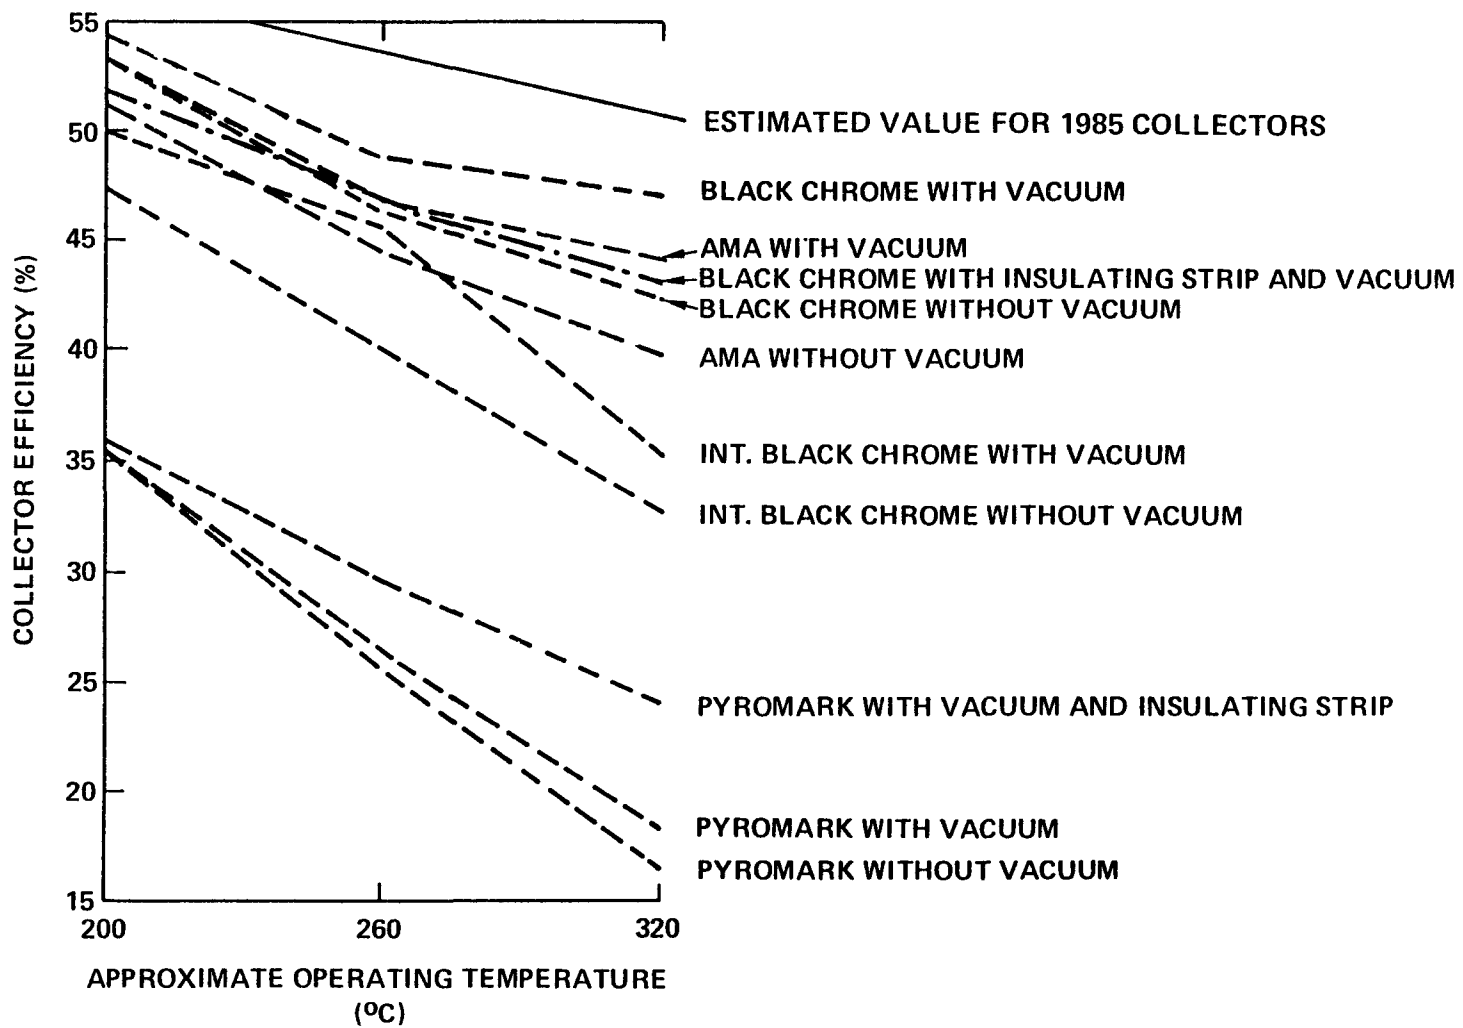 55
50
45
40
35
30
25
20
15
COLLECTOR EFFICIENCY (%)
200
260
320
APPROXIMATE OPERATING TEMPERATURE
(ºC)
ESTIMATED VALUE FOR 1985 COLLECTORS
BLACK CHROME WITH VACUUM
AMA WITH VACUUM
BLACK CHROME WITH INSULATING STRIP AND VACUUM
BLACK CHROME WITHOUT VACUUM
AMA WITHOUT VACUUM
INT. BLACK CHROME WITH VACUUM
INT. BLACK CHROME WITHOUT VACUUM
PYROMARK WITH VACUUM AND INSULATING STRIP
PYROMARK WITH VACUUM
PYROMARK WITHOUT VACUUM